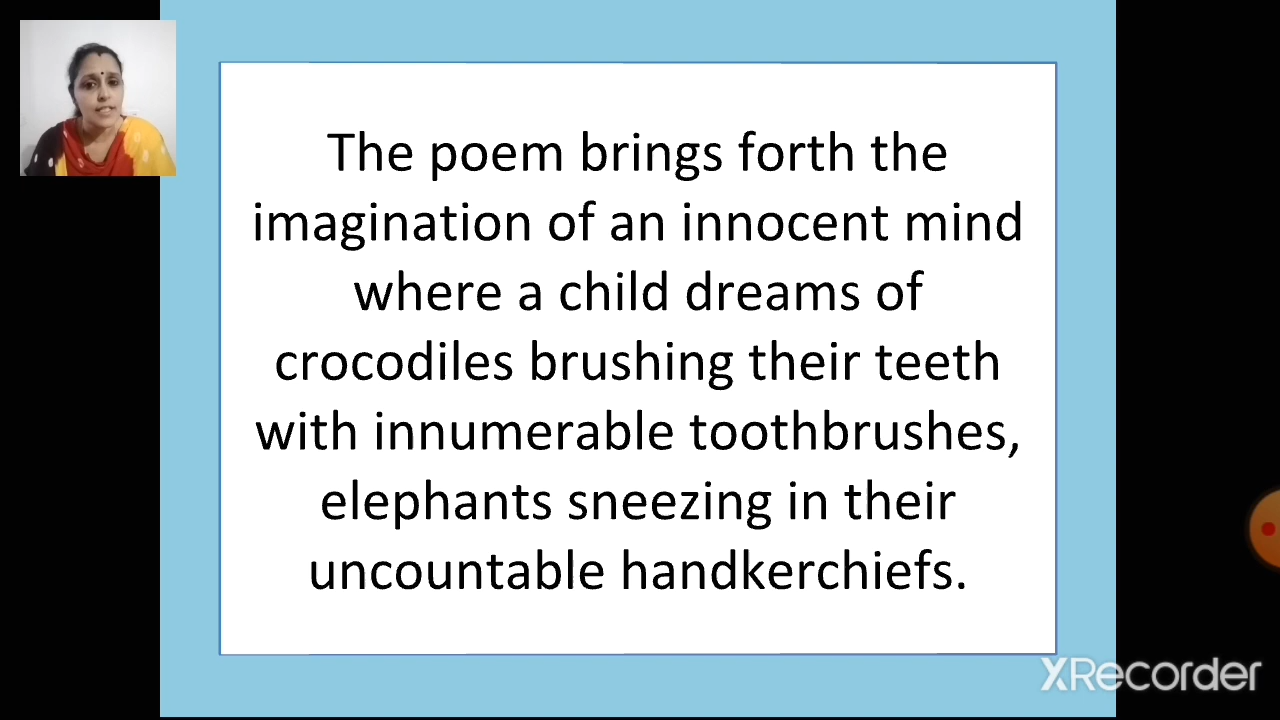 The poem brings forth the
imagination of an innocent mind
where a child dreams of
crocodiles brushing their teeth
with innumerable toothbrushes,
elephants sneezing in their
uncountable handkerchiefs.
XRecorder